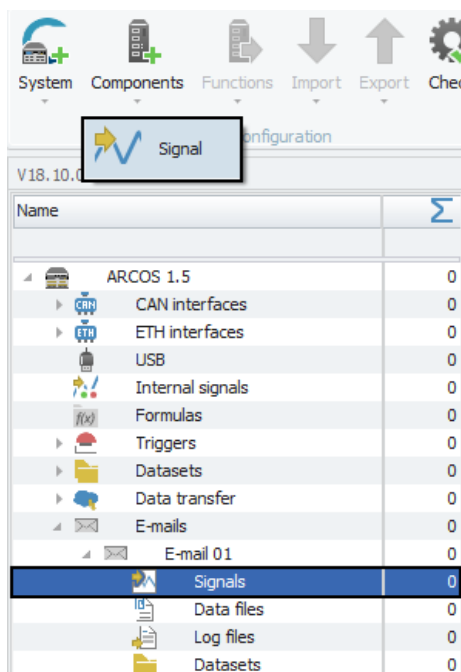 System Components Functions Import Export Chec
Signal
onfiguration
V18.10.0
Name Σ
ARCOS 1.5 0
CAN CAN interfaces 0
ETH ETH interfaces 0
USB 0
Internal signals 0
f(x) Formulas 0
Triggers 0
Datasets 0
Data transfer 0
E-mails 0
E-mail 01 0
Signals 0
Data files 0
Log files 0
Datasets 0